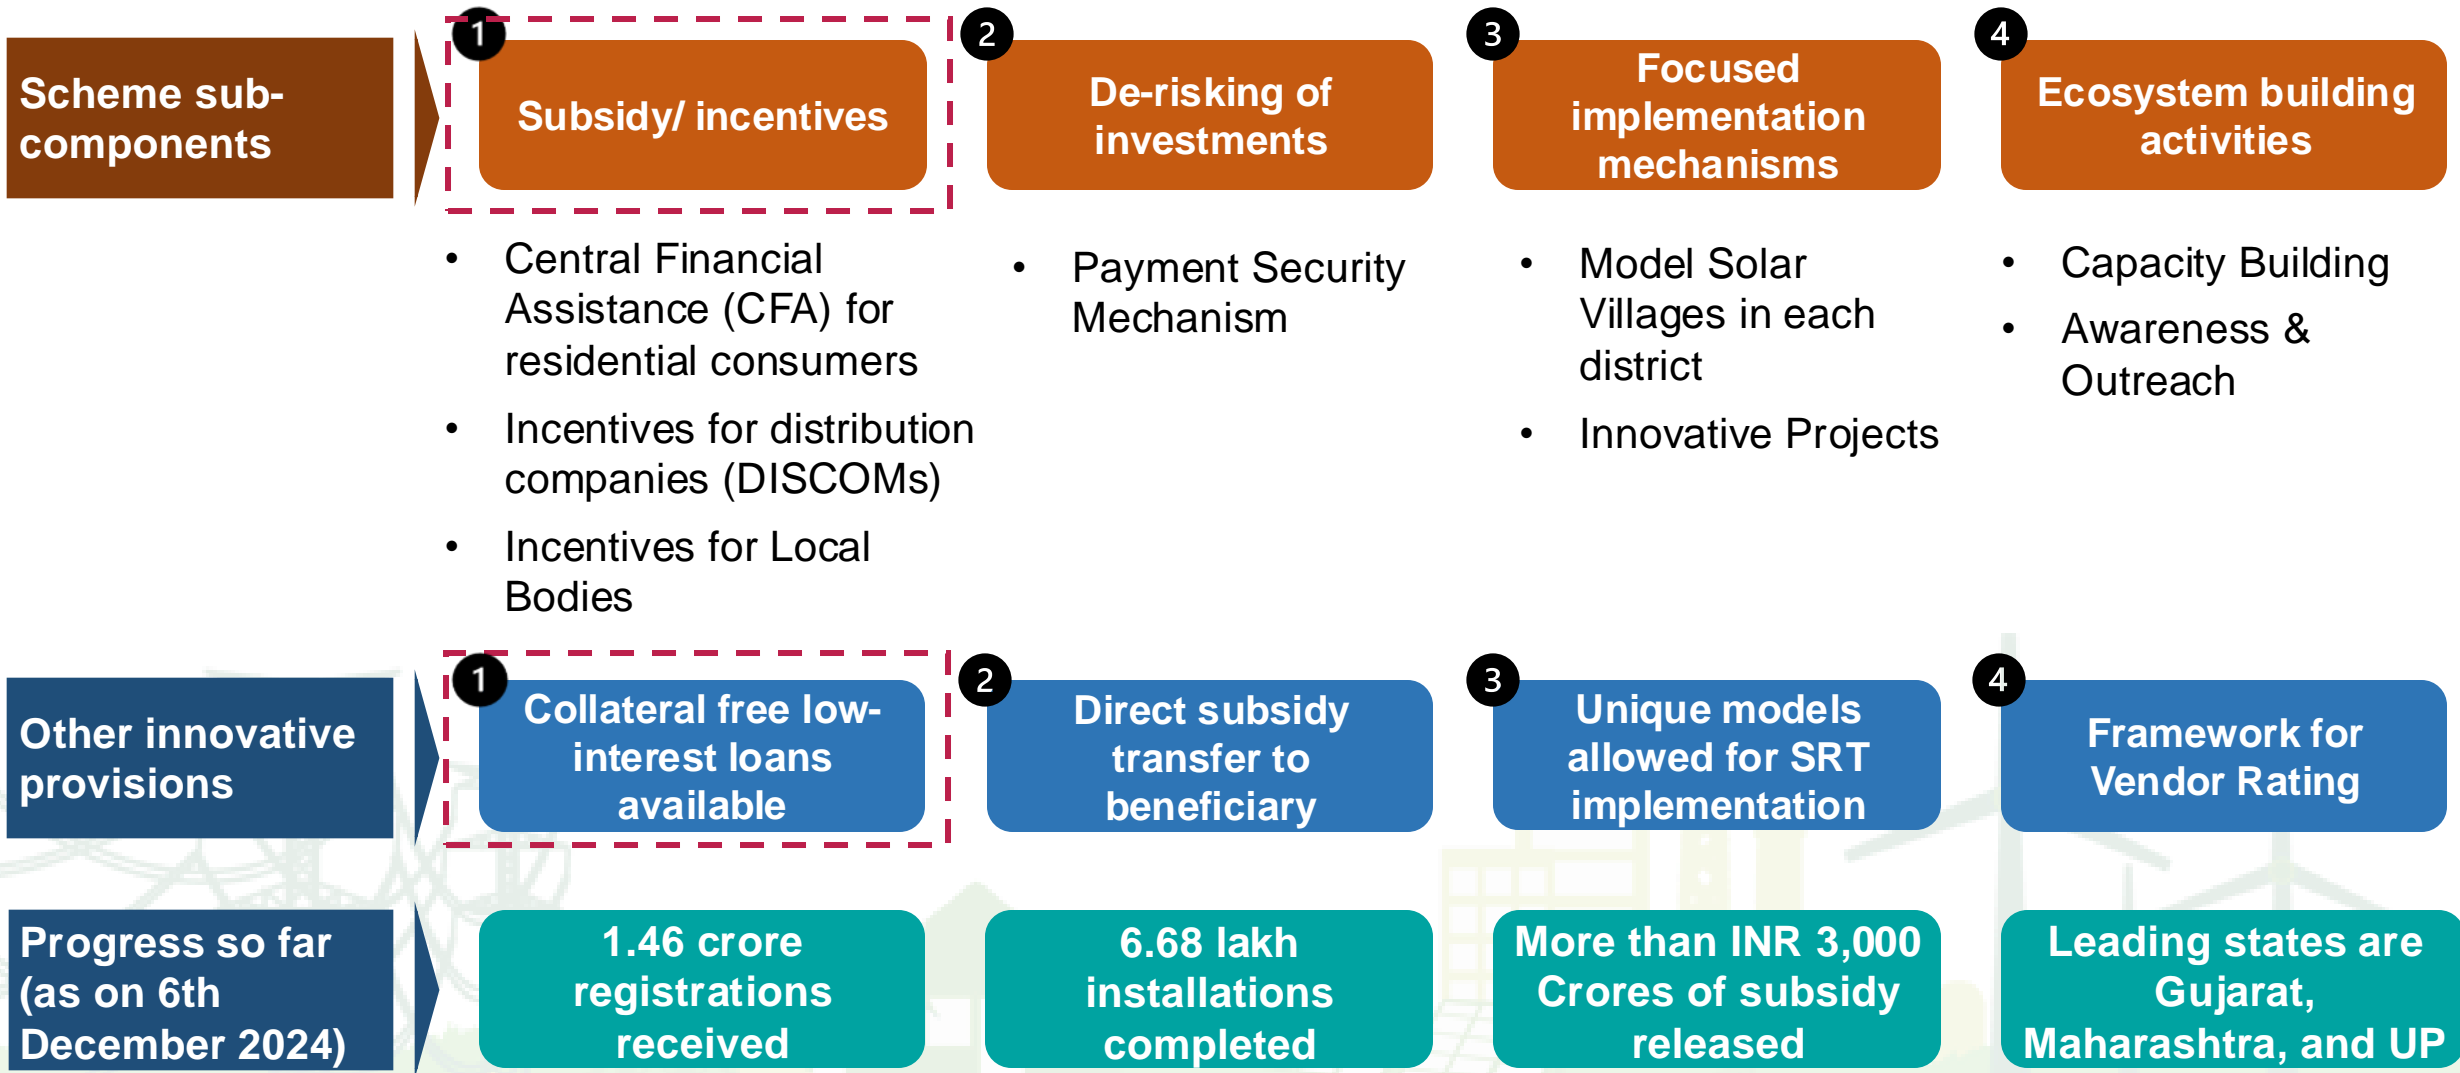 Scheme sub-
components
1
Subsidy/ incentives
2
De-risking of
investments
3
Focused
implementation
mechanisms
4
Ecosystem building
activities
• Central Financial
Assistance (CFA) for
residential consumers
• Incentives for distribution
companies (DISCOMs)
• Incentives for Local
Bodies
• Payment Security
Mechanism
• Model Solar
Villages in each
district
• Innovative Projects
• Capacity Building
• Awareness &
Outreach
Other innovative
provisions
1
Collateral free low-
interest loans
available
2
Direct subsidy
transfer to
beneficiary
3
Unique models
allowed for SRT
implementation
4
Framework for
Vendor Rating
Progress so far
(as on 6th
December 2024)
1.46 crore
registrations
received
6.68 lakh
installations
completed
More than INR 3,000
Crores of subsidy
released
Leading states are
Gujarat,
Maharashtra, and UP